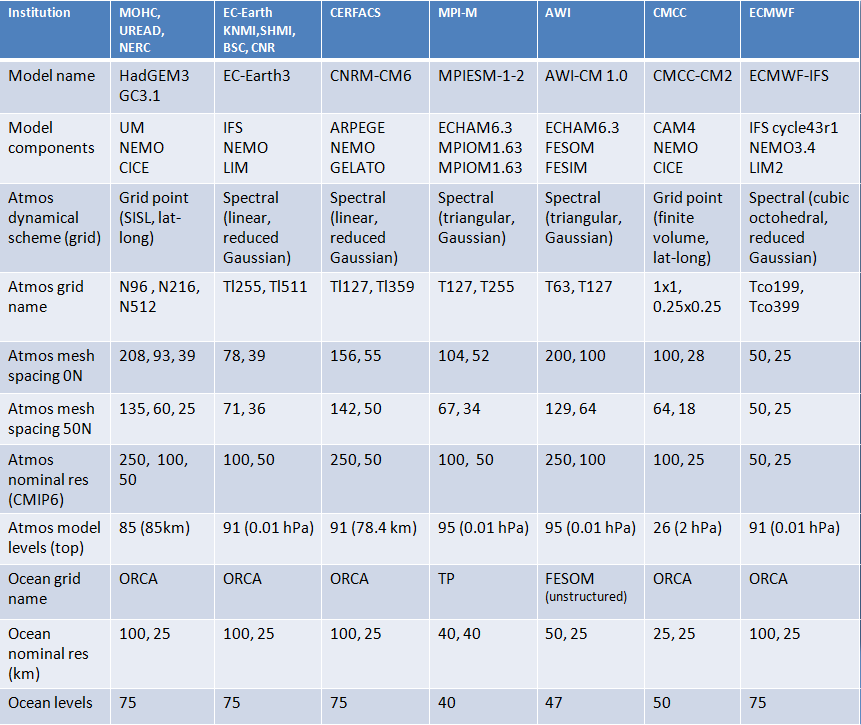 Institution
MOHC,
UREAD,
NERC
EC-Earth
KNMI,SHMI,
BSC, CNR
CERFACS
MPI-M
AWI
CMCC
ECMWF
Model name
HadGEM3
GC3.1
EC-Earth3
CNRM-CM6
MPIESM-1-2
AWI-CM 1.0
CMCC-CM2
ECMWF-IFS
Model
components
UM
NEMO
CICE
IFS
NEMO
LIM
ARPEGE
NEMO
GELATO
ECHAM6.3
MPIOM1.63
MPIOM1.63
ECHAM6.3
FESOM
FESIM
CAM4
NEMO
CICE
IFS cycle43r1
NEMO3.4
LIM2
Atmos
dynamical
scheme (grid)
Grid point
(SISL, lat-
long)
Spectral
(linear,
reduced
Gaussian)
Spectral
(linear,
reduced
Gaussian)
Spectral
(triangular,
Gaussian)
Spectral
(triangular,
Gaussian)
Grid point
(finite
volume,
lat-long)
Spectral (cubic
octohedral,
reduced
Gaussian)
Atmos grid
name
N96 , N216,
N512
Tl255, Tl511
Tl127, Tl359
T127, T255
T63, T127
1x1,
0.25x0.25
Tco199,
Tco399
Atmos mesh
spacing 0N
208, 93, 39
78, 39
156, 55
104, 52
200, 100
100, 28
50, 25
Atmos mesh
spacing 50N
135, 60, 25
71, 36
142, 50
67, 34
129, 64
64, 18
50, 25
Atmos
nominal res
(CMIP6)
250, 100,
50
100, 50
250, 50
100, 50
250, 100
100, 25
50, 25
Atmos model
levels (top)
85 (85km)
91 (0.01 hPa)
91 (78.4 km)
95 (0.01 hPa)
95 (0.01 hPa)
26 (2 hPa)
91 (0.01 hPa)
Ocean grid
name
ORCA
ORCA
ORCA
TP
FESOM
(unstructured)
ORCA
ORCA
Ocean
nominal res
(km)
100, 25
100, 25
100, 25
40, 40
50, 25
25, 25
100, 25
Ocean levels
75
75
75
40
47
50
75